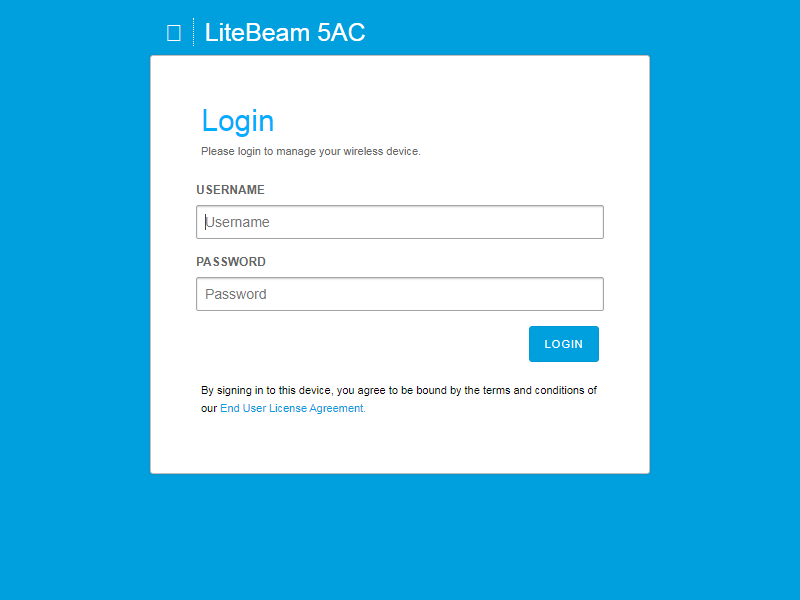 LiteBeam 5AC
Login
Please login to manage your wireless device.
USERNAME
Username
PASSWORD
Password
LOGIN
By signing in to this device, you agree to be bound by the terms and conditions of
our End User License Agreement.